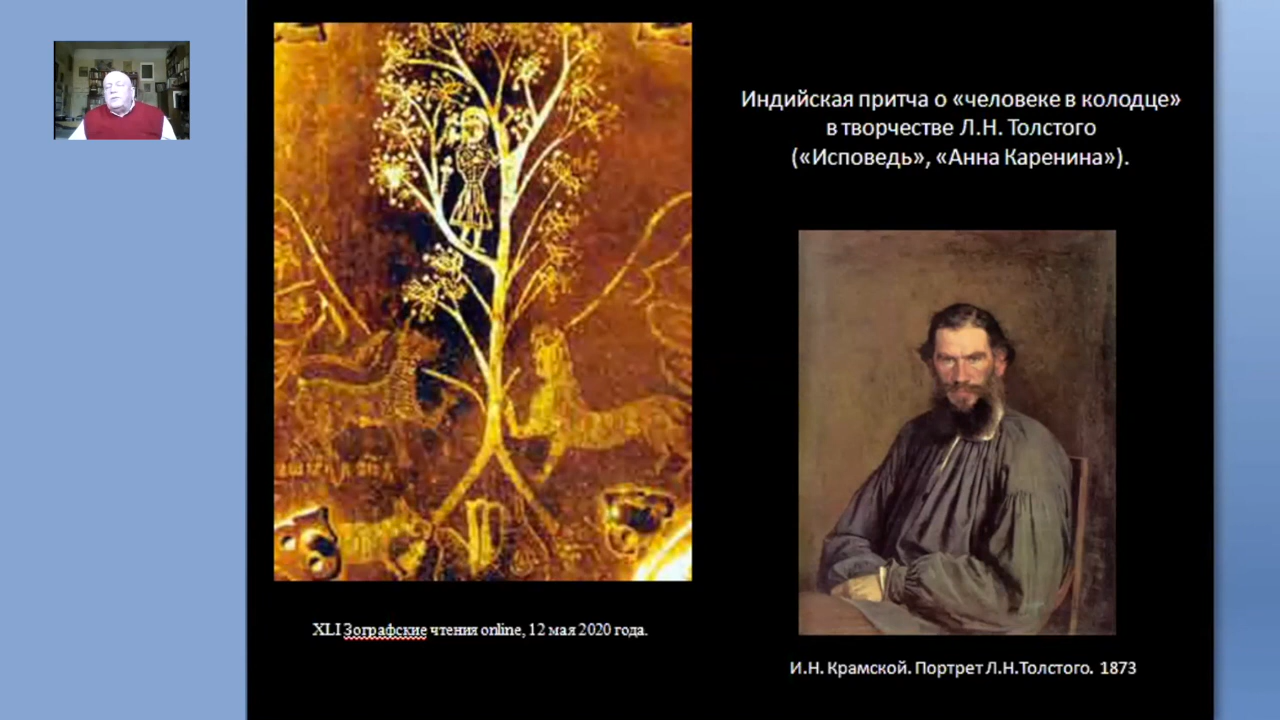 Индийская притча о «человеке в колодце»
в творчестве Л.Н. Толстого
(«Исповедь», «Анна Каренина»).
XLI Зографские чтения online, 12 мая 2020 года.
И.Н. Крамской. Портрет Л.Н.Толстого. 1873